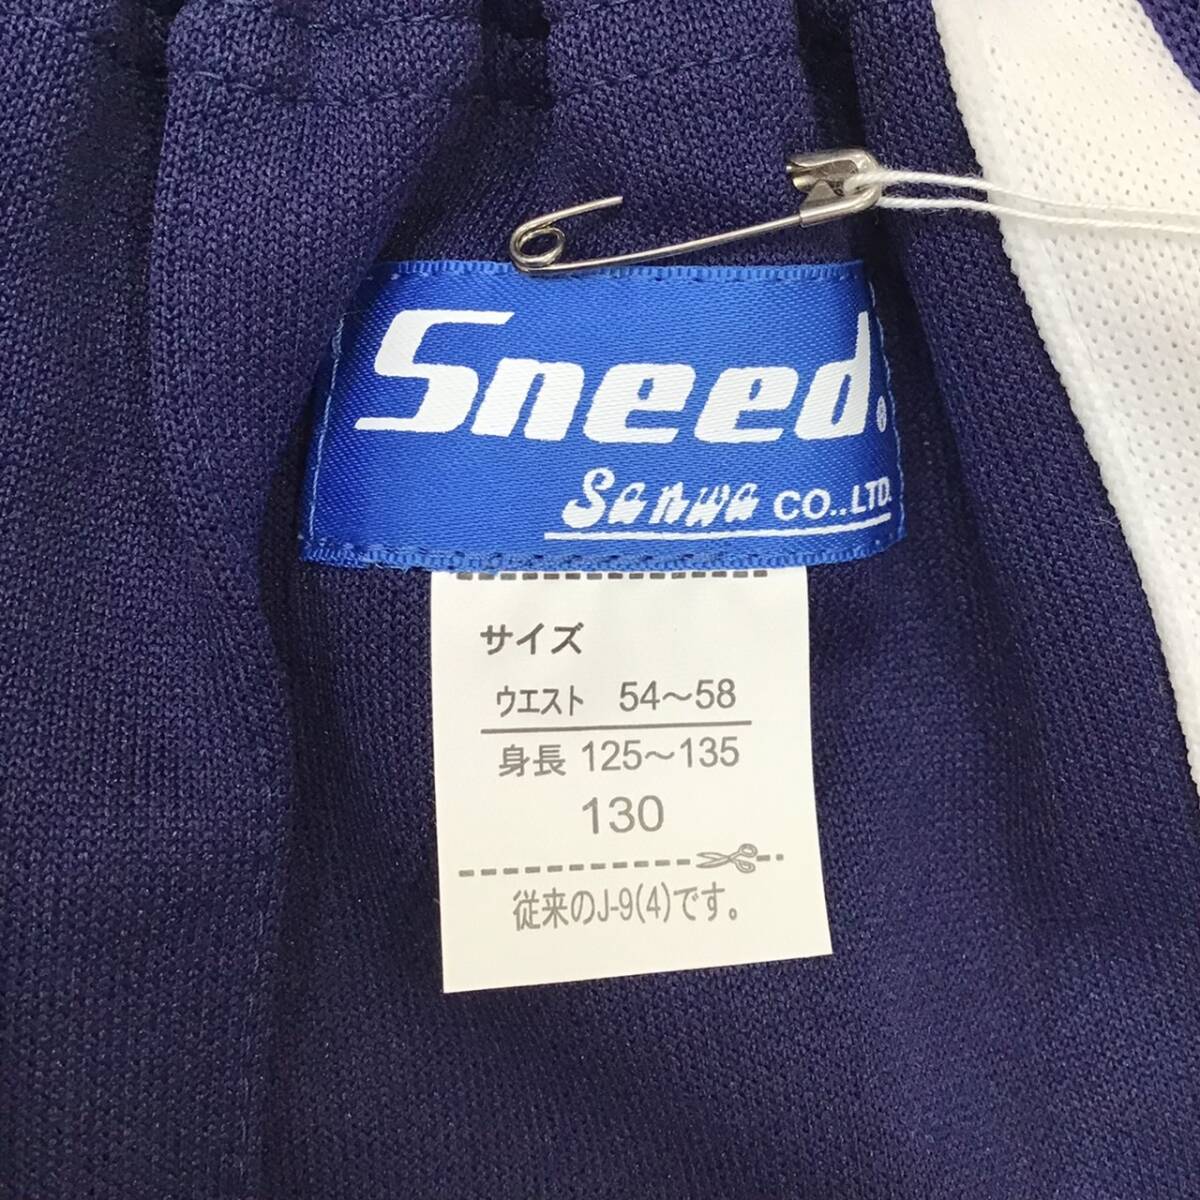 Sneed.®
Sanwa CO.,LTD.
サイズ
ウエスト 54～58
身長 125～135
130
従来のJ-9(4)です。